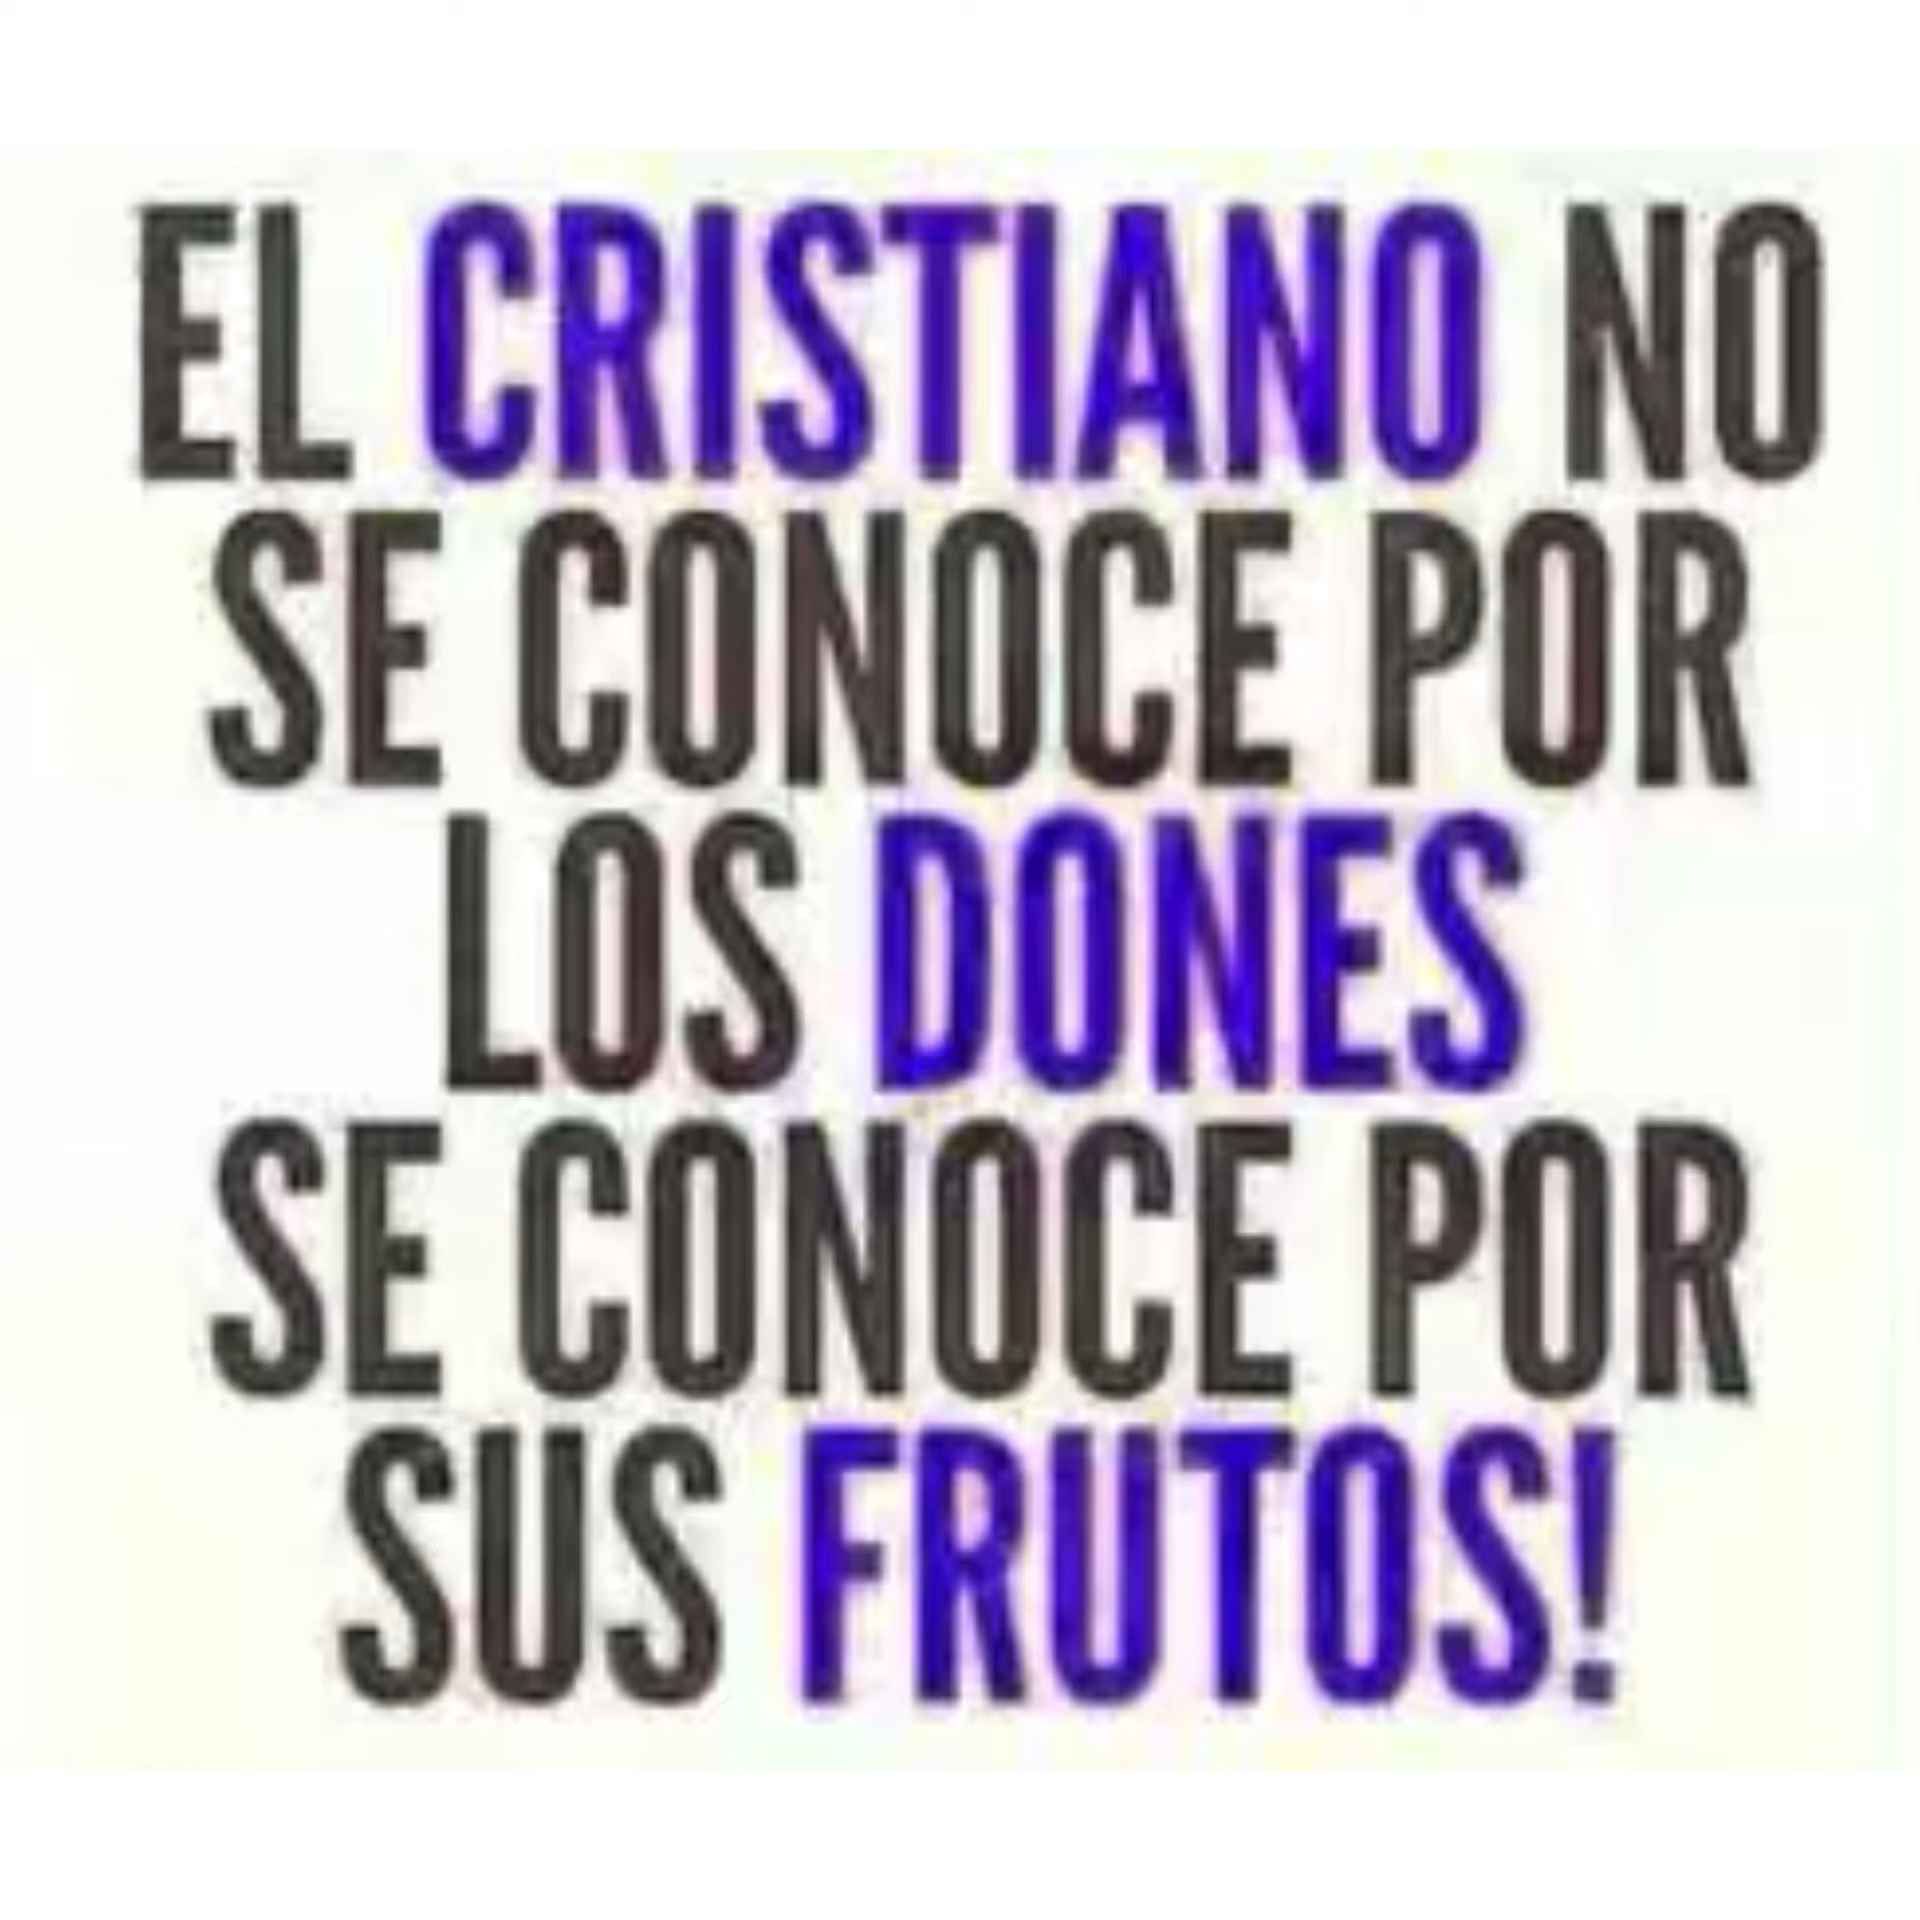 EL CRISTIANO NO
SE CONOCE POR
LOS DONES
SE CONOCE POR
SUS FRUTOS!